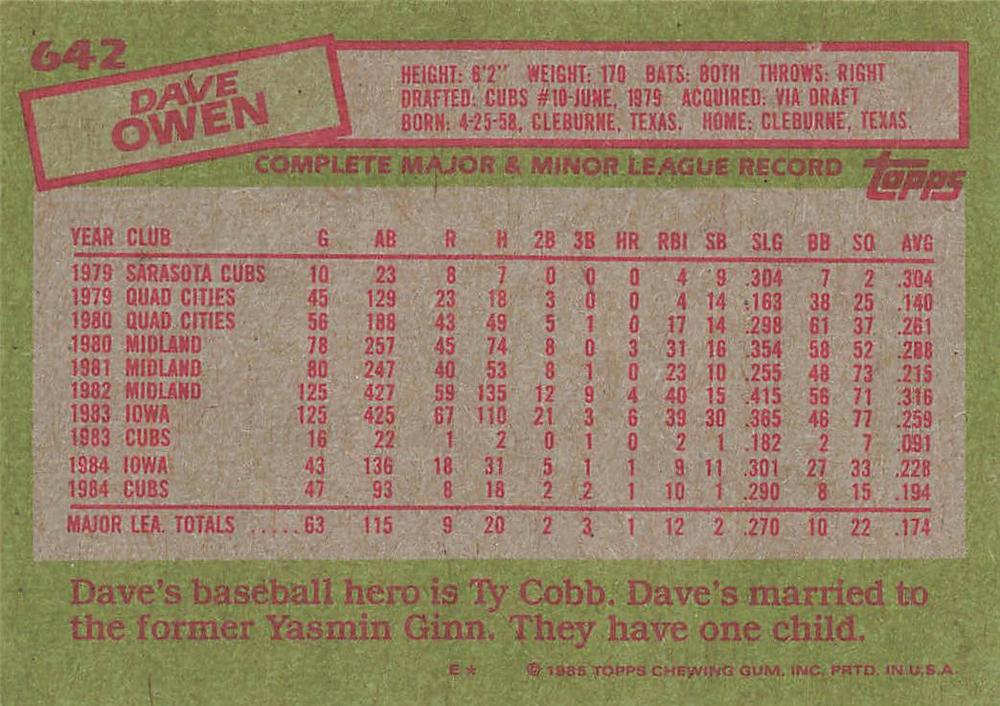 642
DAVE
OWEN
HEIGHT: 6'2" WEIGHT: 170 BATS: BOTH THROWS: RIGHT
DRAFTED: CUBS #10-JUNE, 1979 ACQUIRED: VIA DRAFT
BORN: 4-25-58, CLEBURNE, TEXAS. HOME: CLEBURNE, TEXAS.
COMPLETE MAJOR & MINOR LEAGUE RECORD topps
YEAR CLUB G AB R H 2B 3B HR RBI SB SLG BB SO AVG
1979 SARASOTA CUBS 10 23 8 7 0 0 0 4 9 .304 7 2 .304
1979 QUAD CITIES 45 129 23 18 3 0 0 4 14 .163 38 25 .140
1980 QUAD CITIES 56 188 43 49 5 1 0 17 14 .298 61 37 .261
1980 MIDLAND 78 257 45 74 8 0 3 31 16 .354 58 52 .288
1981 MIDLAND 80 247 40 53 8 1 0 23 10 .255 48 73 .215
1982 MIDLAND 125 427 59 135 12 9 4 40 15 .415 56 71 .316
1983 IOWA 125 425 67 110 21 3 6 39 30 .365 46 77 .259
1983 CUBS 16 22 1 2 0 1 0 2 1 .182 2 7 .091
1984 IOWA 43 136 18 31 5 1 1 9 11 .301 27 33 .228
1984 CUBS 47 93 8 18 2 2 1 10 1 .290 8 15 .194
MAJOR LEA. TOTALS .....63 115 9 20 2 3 1 12 2 .270 10 22 .174
Dave's baseball hero is Ty Cobb. Dave's married to
the former Yasmin Ginn. They have one child.
E* © 1985 TOPPS CHEWING GUM, INC. PRTD. IN U.S.A.